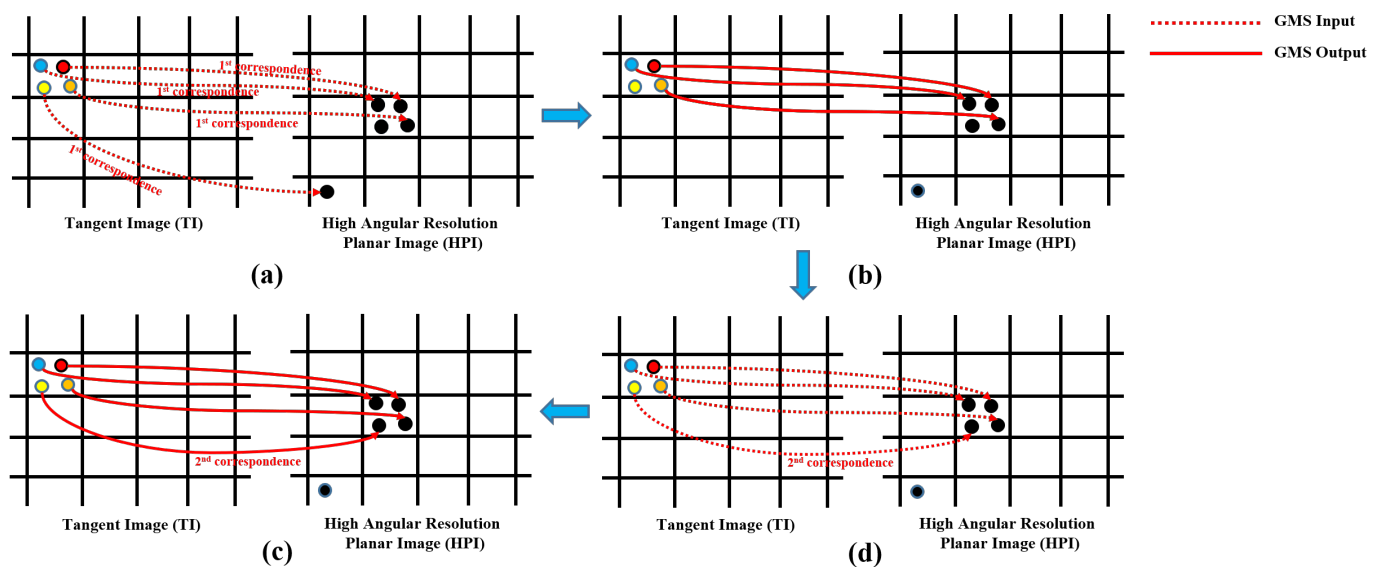 GMS Input
GMS Output
1st correspondence
1st correspondence
1st correspondence
1st correspondence
Tangent Image (TI)
High Angular Resolution
Planar Image (HPI)
(a)
Tangent Image (TI)
High Angular Resolution
Planar Image (HPI)
(b)
2nd correspondence
Tangent Image (TI)
High Angular Resolution
Planar Image (HPI)
(c)
2nd correspondence
Tangent Image (TI)
High Angular Resolution
Planar Image (HPI)
(d)